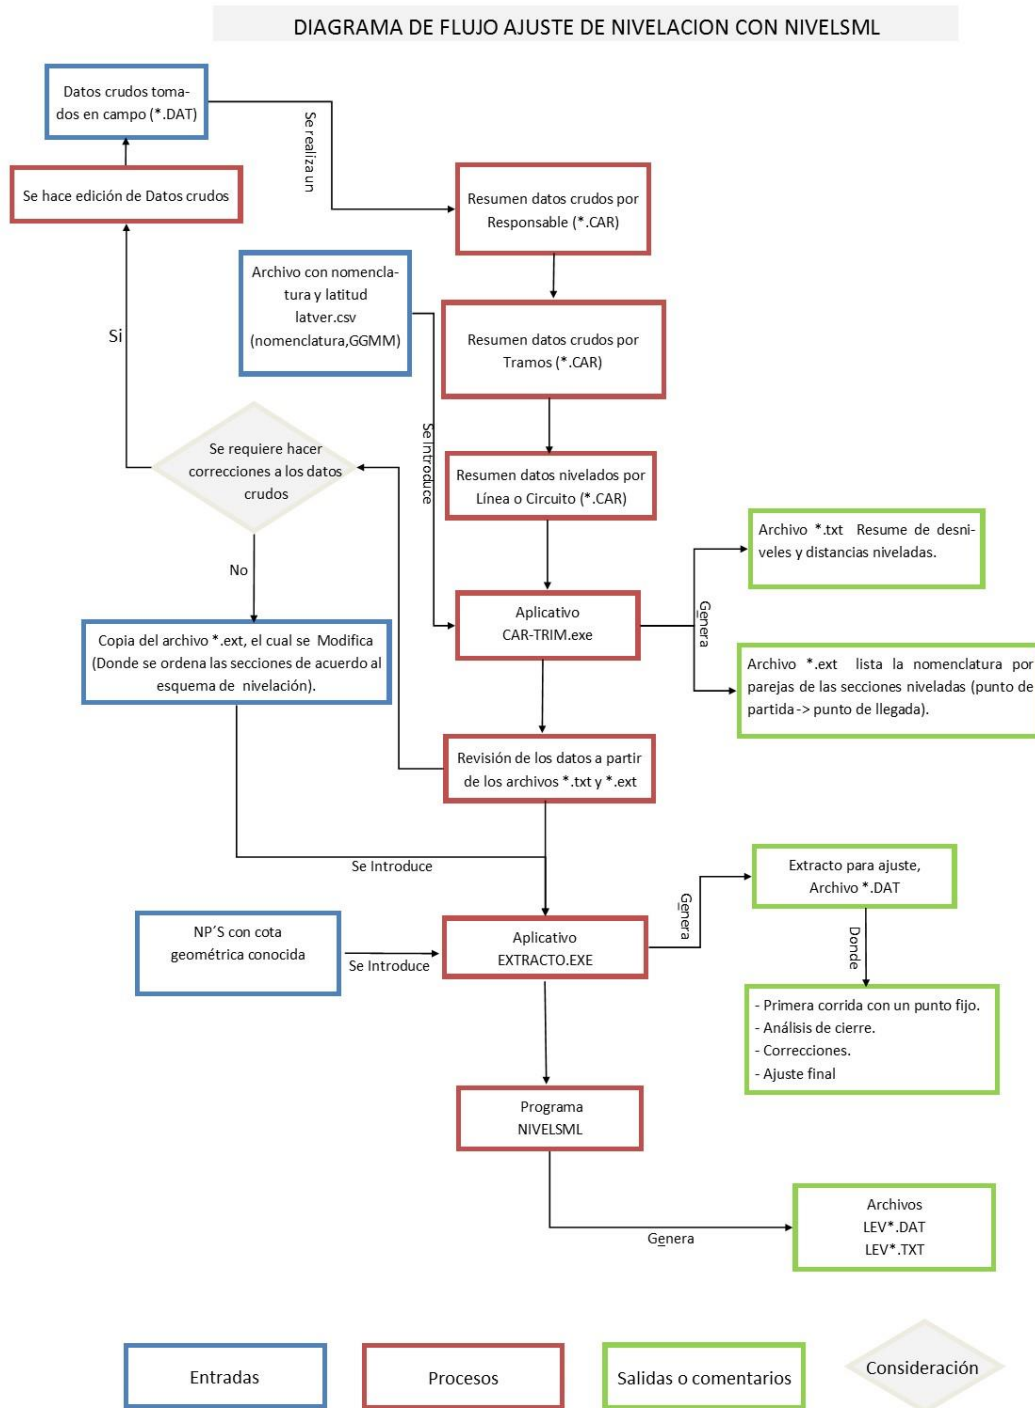 DIAGRAMA DE FLUJO AJUSTE DE NIVELACION CON NIVELSML
Datos crudos toma-
dos en campo (*.DAT)
Se realiza un
Se hace edición de Datos crudos
Resumen datos crudos por
Responsable (*.CAR)
Archivo con nomencla-
tura y latitud
latver.csv
(nomenclatura,GGMM)
Resumen datos crudos por
Tramos (*.CAR)
Si
Se Introduce
Se requiere hacer
correcciones a los datos
crudos
Resumen datos nivelados por
Línea o Circuito (*.CAR)
Archivo *.txt Resume de desni-
veles y distancias niveladas.
No
Aplicativo
CAR-TRIM.exe
Genera
Copia del archivo *.ext, el cual se Modifica
(Donde se ordena las secciones de acuerdo al
esquema de nivelación).
Archivo *.ext lista la nomenclatura por
parejas de las secciones niveladas (punto de
partida -> punto de llegada).
Revisión de los datos a partir
de los archivos *.txt y *.ext
Se Introduce
Extracto para ajuste,
Archivo *.DAT
Genera
NP´S con cota
geométrica conocida
Se Introduce
Aplicativo
EXTRACTO.EXE
Donde
- Primera corrida con un punto fijo.
- Análisis de cierre.
- Correcciones.
- Ajuste final
Programa
NIVELSML
Genera
Archivos
LEV*.DAT
LEV*.TXT
Entradas
Procesos
Salidas o comentarios
Consideración